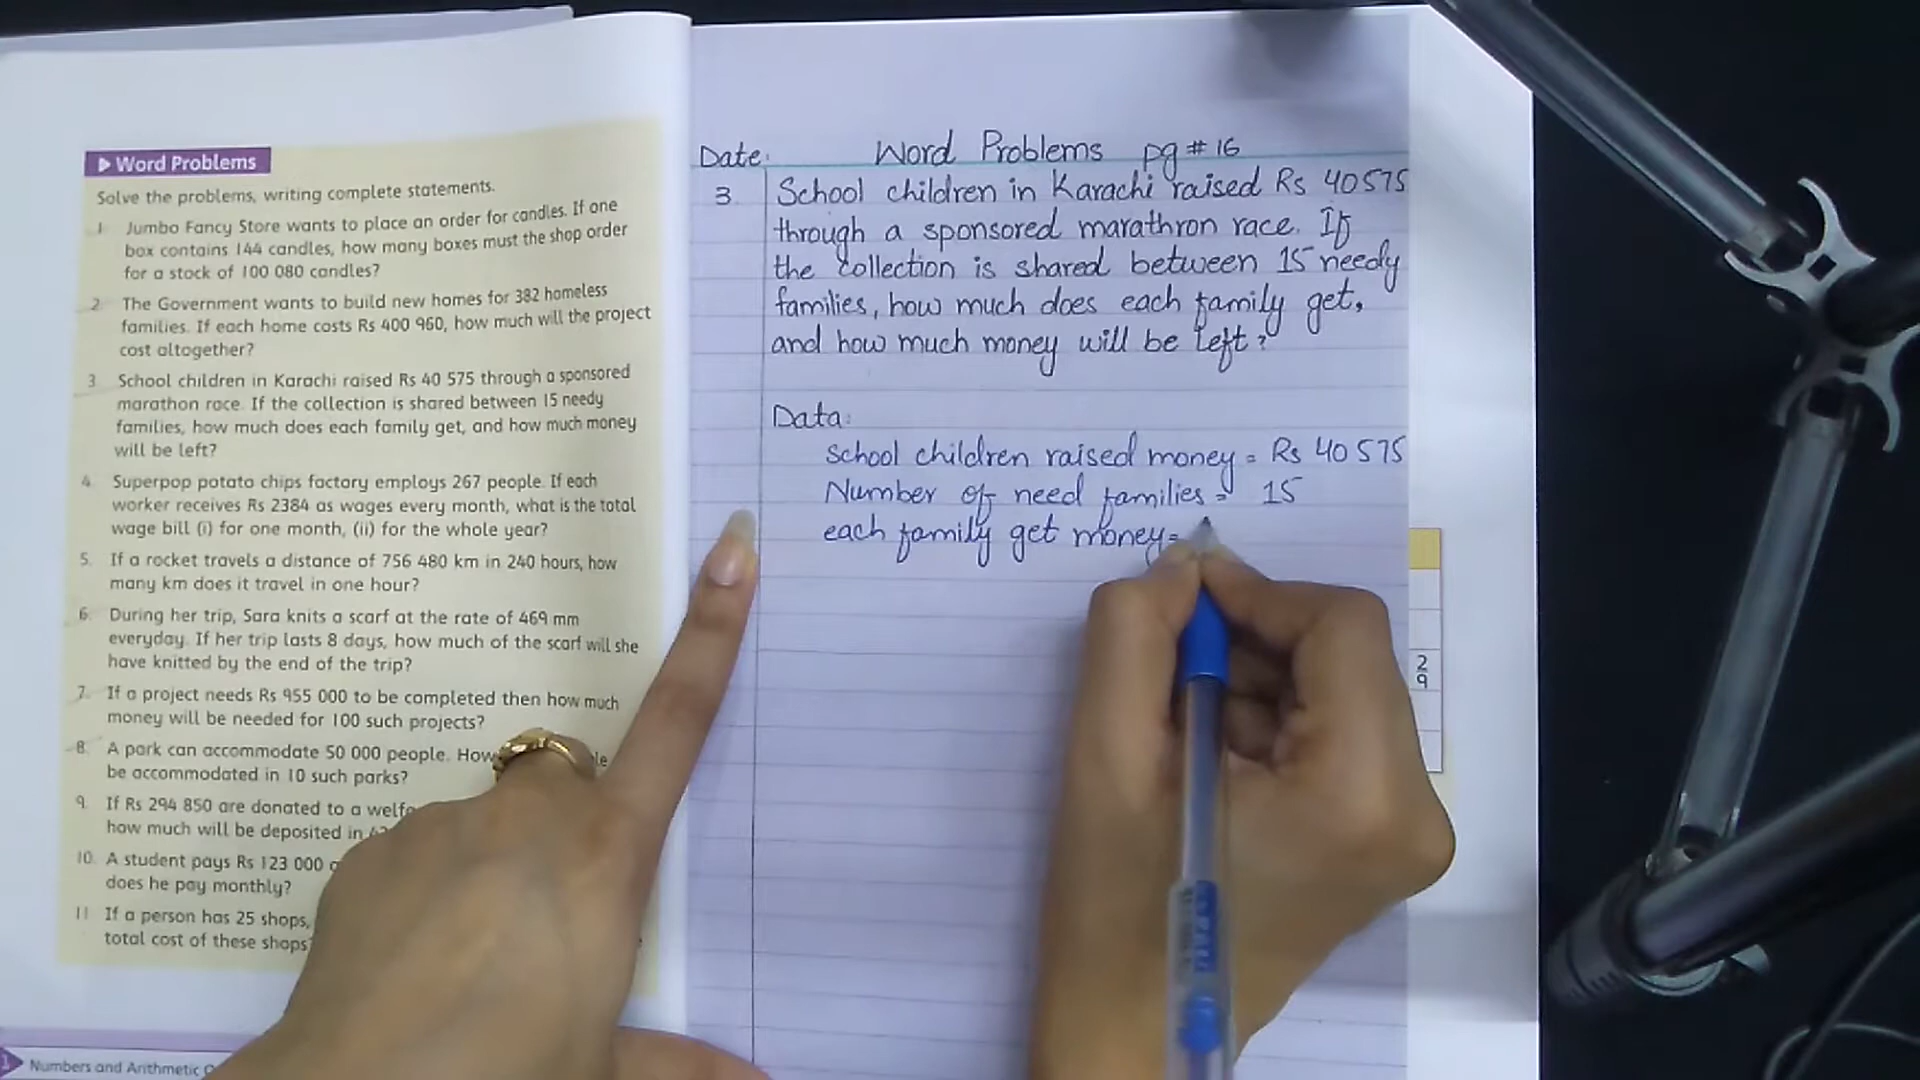 Word Problems
Solve the problems, writing complete statements.
1 Jumbo Fancy Store wants to place an order for candles. If one
box contains 144 candles, how many boxes must the shop order
for a stock of 100 080 candles?
2 The Government wants to build new homes for 382 homeless
families. If each home costs Rs 400 960, how much will the project
cost altogether?
3 School children in Karachi raised Rs 40 575 through a sponsored
marathon race. If the collection is shared between 15 needy
families, how much does each family get, and how much money
will be left?
4. Superpop potato chips factory employs 267 people. If each
worker receives Rs 2384 as wages every month, what is the total
wage bill (i) for one month, (ii) for the whole year?
5. If a rocket travels a distance of 756 480 km in 240 hours, how
many km does it travel in one hour?
6. During her trip, Sara knits a scarf at the rate of 469 mm
everyday. If her trip lasts 8 days, how much of the scarf will she
have knitted by the end of the trip?
7. If a project needs Rs 955 000 to be completed then how much
money will be needed for 100 such projects?
8. A park can accommodate 50 000 people. How
be accommodated in 10 such parks?
9. If Rs 294 850 are donated to a
how much will be deposited in
10. A student pays Rs 123 000
does he pay monthly?
11 If a person has 25 shops,
total cost of these shops
1 Numbers and Arithmetic
Date: Word Problems pg # 16
3 School children in Karachi raised Rs 40575
through a sponsored marathron race. If
the collection is shared between 15 needy
families, how much does each family get,
and how much money will be left?
Data:
School children raised money = Rs 40 575
Number of need families = 15
each family get money =
2
9